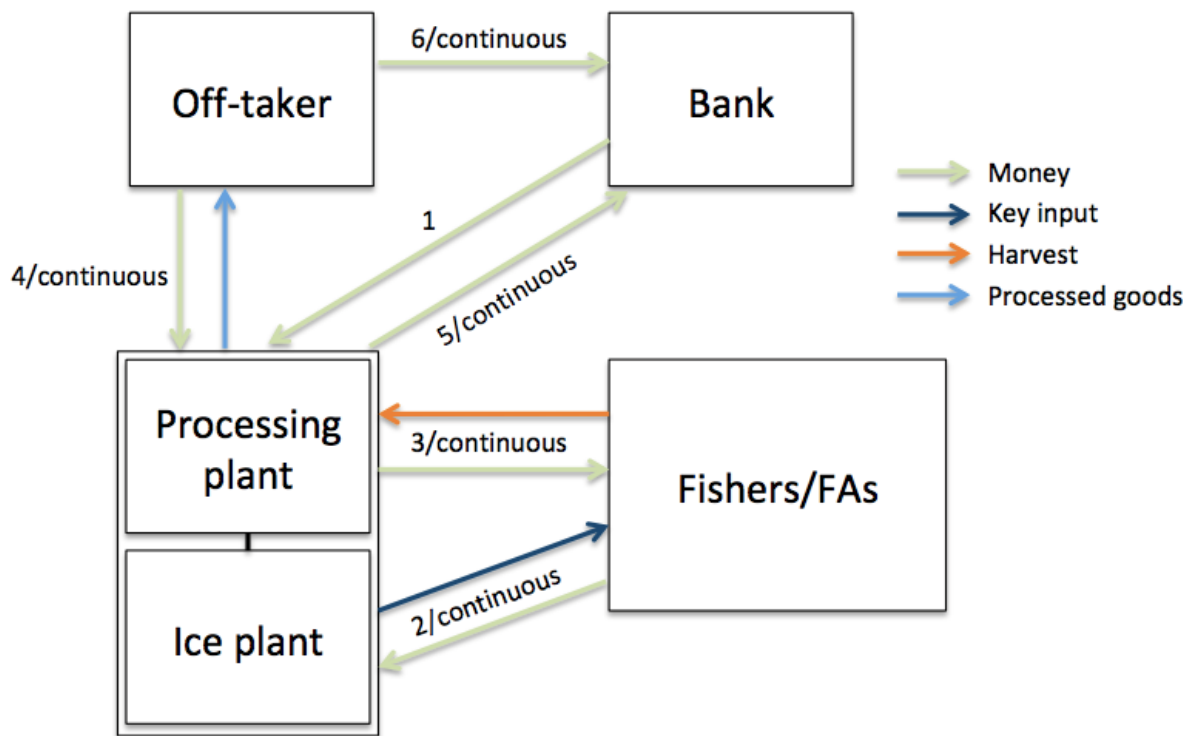 6/continuous
Off-taker
Bank
Money
Key input
Harvest
Processed goods
1
4/continuous
5/continuous
Processing
plant
3/continuous
Fishers/FAs
2/continuous
Ice plant